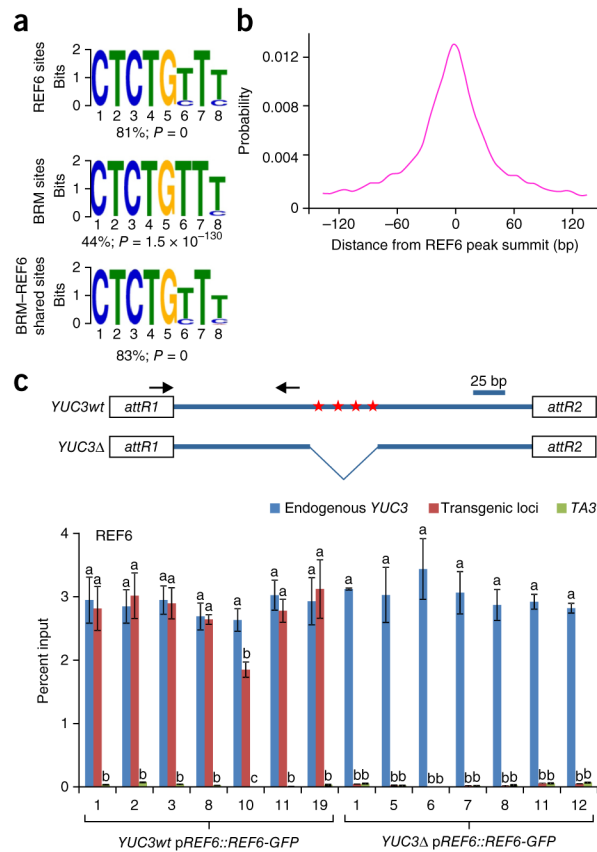 a
REF6 sites
Bits
2
1
0
CTCTGTTT
C C
1 2 3 4 5 6 7 8
81%; P = 0
BRM sites
Bits
2
1
0
CTCTGTTT
C
1 2 3 4 5 6 7 8
44%; P = 1.5 × 10−130
BRM–REF6
shared sites
Bits
2
1
0
CTCTGTTT
C C
1 2 3 4 5 6 7 8
83%; P = 0
b
Probability
0.012
0.008
0.004
0
−120 −60 0 60 120
Distance from REF6 peak summit (bp)
c
25 bp
YUC3wt attR1 attR2
YUC3Δ attR1 attR2
Endogenous YUC3 Transgenic loci TA3
REF6
Percent input
4
3
2
1
0
a a b a a b a a b a a b a b c a a b a a b a b b a b b a b b a b b a b b a b b a b b
1 2 3 8 10 11 19 1 5 6 7 8 11 12
YUC3wt pREF6::REF6-GFP YUC3Δ pREF6::REF6-GFP